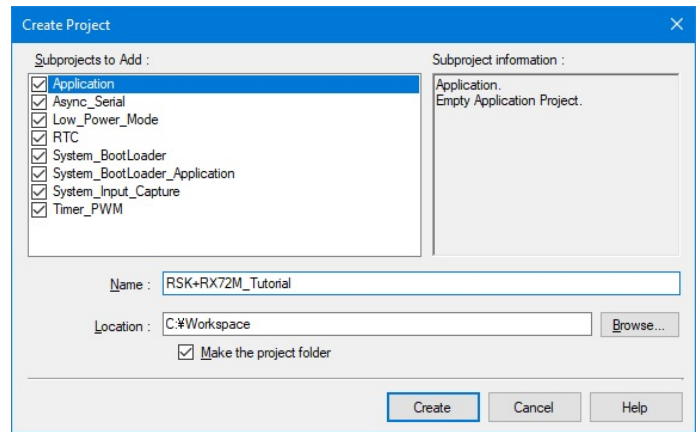 Create Project
Subprojects to Add :
Application
Async_Serial
Low_Power_Mode
RTC
System_BootLoader
System_BootLoader_Application
System_Input_Capture
Timer_PWM
Subproject information :
Application.
Empty Application Project.
Name : RSK+RX72M_Tutorial
Location : C:¥Workspace Browse...
Make the project folder
Create Cancel Help